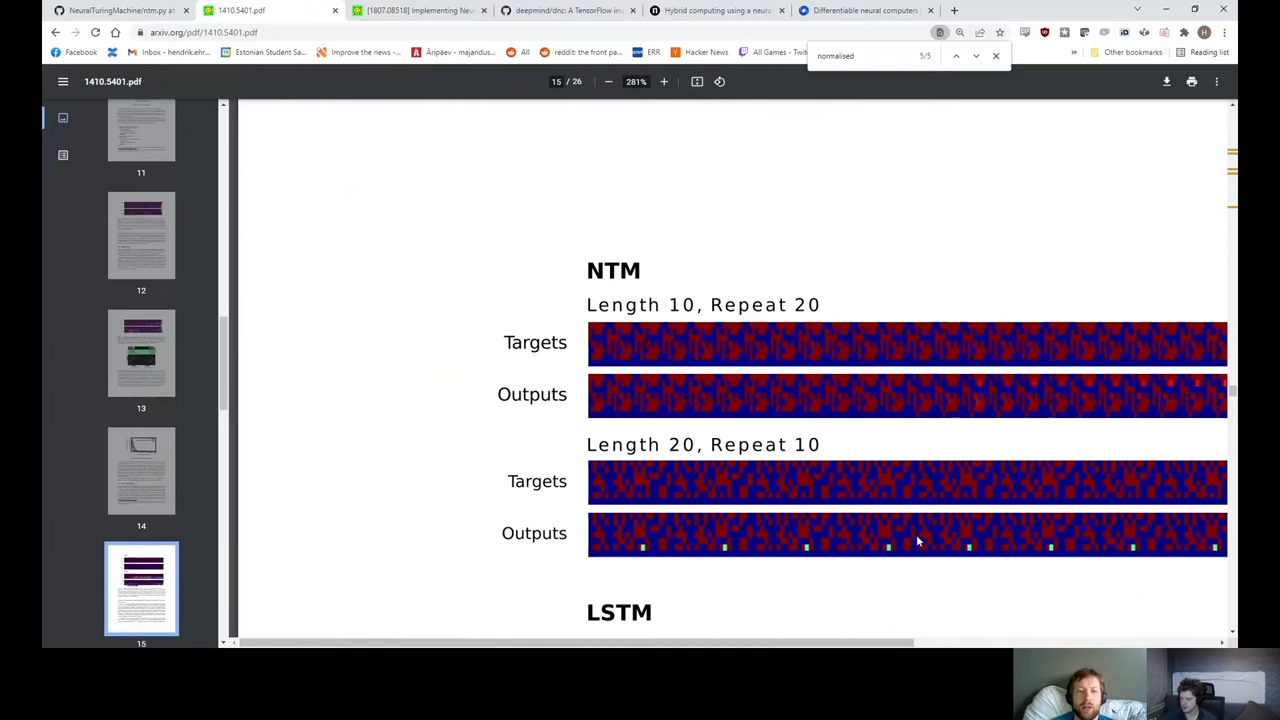 NeuralTuringMachine/ntm.py at
1410.5401.pdf
[1807.08518] Implementing Neu
deepmind/dnc: A TensorFlow im
Hybrid computing using a neura
Differentiable neural computers
arxiv.org/pdf/1410.5401.pdf
Facebook
Inbox - hendrik.ehr...
Estonian Student Sa...
Improve the news -...
Äripäev - majandus...
All
reddit: the front pa...
ERR
Hacker News
All Games - Twit
Other bookmarks
Reading list
normalised
5/5
1410.5401.pdf
15 / 26
281%
11
12
13
14
15
NTM
Length 10, Repeat 20
Targets
Outputs
Length 20, Repeat 10
Targets
Outputs
LSTM